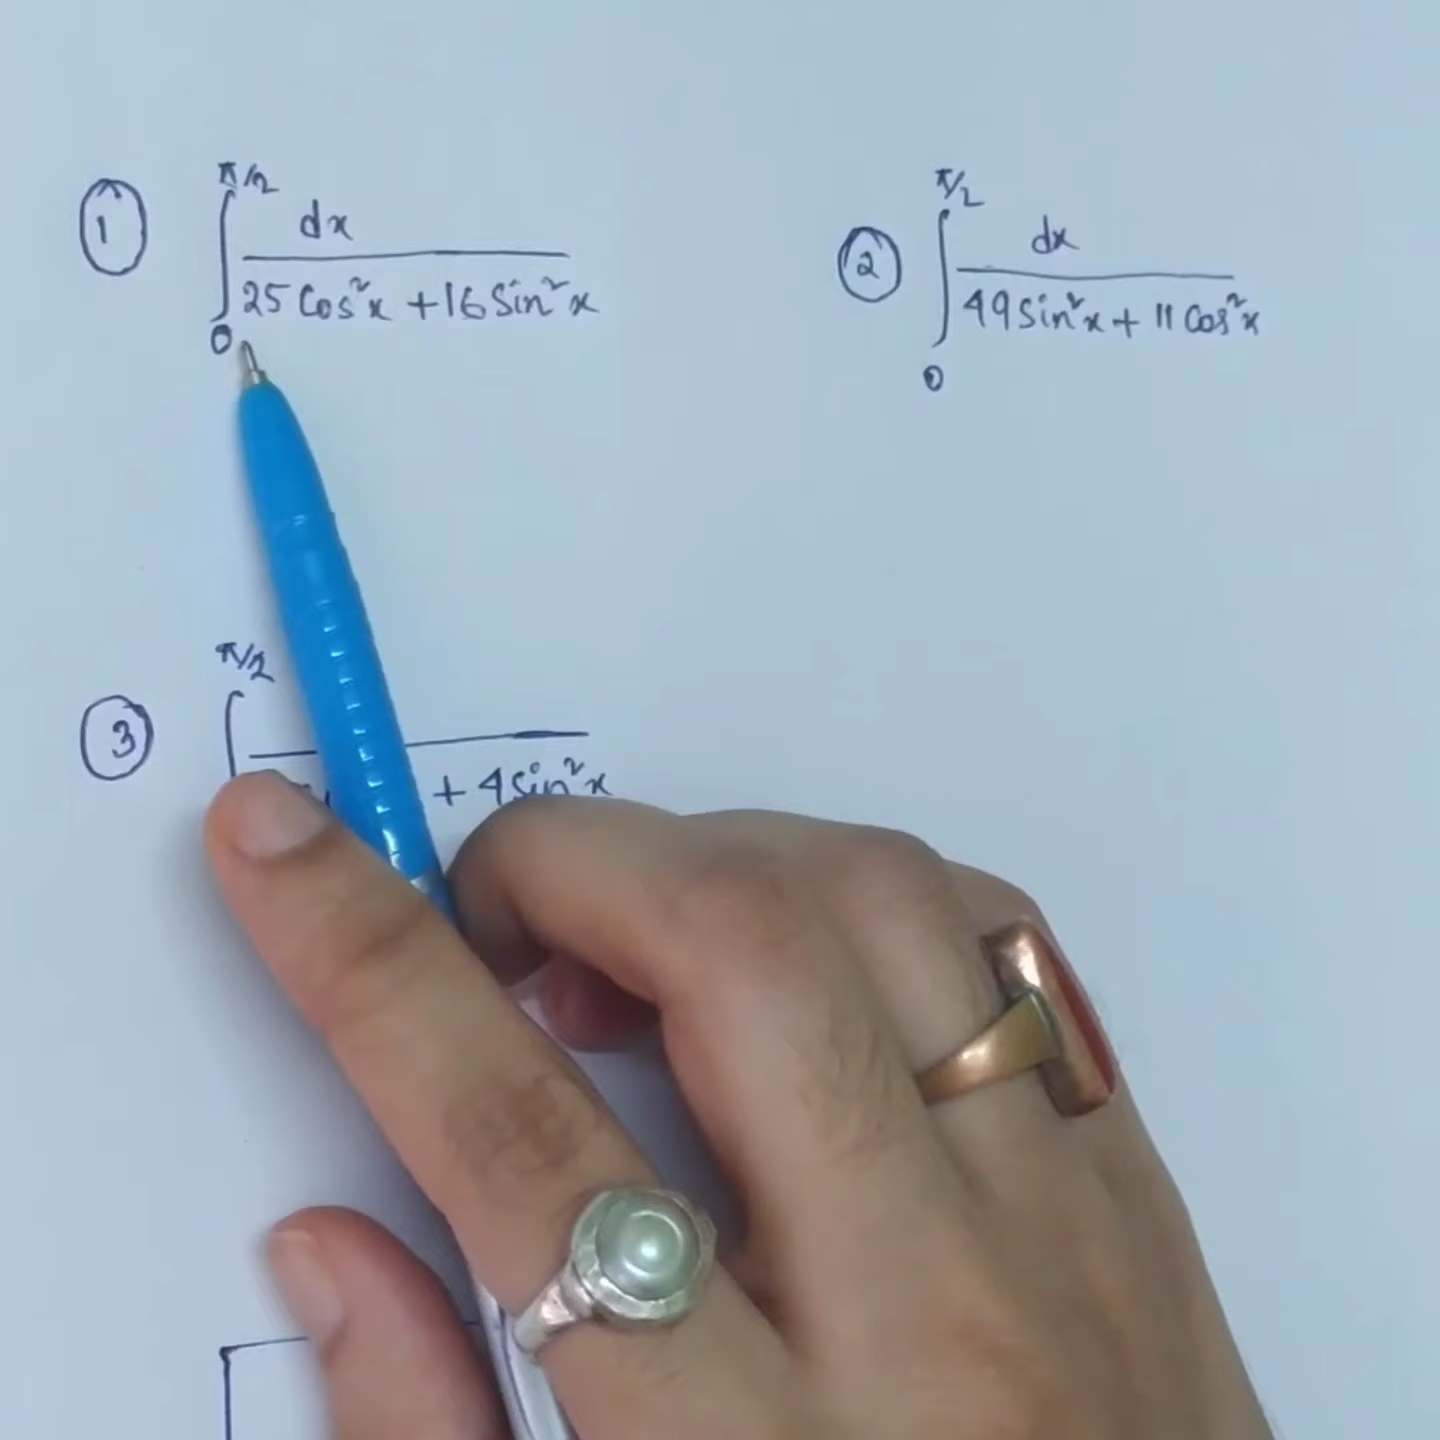 ① ∫₀^{π/2} dx / (25 Cos²x + 16 Sin²x)
② ∫₀^{π/2} dx / (49 Sin²x + 11 Cos²x)
③ ∫^{π/2} + 4 Sin²x